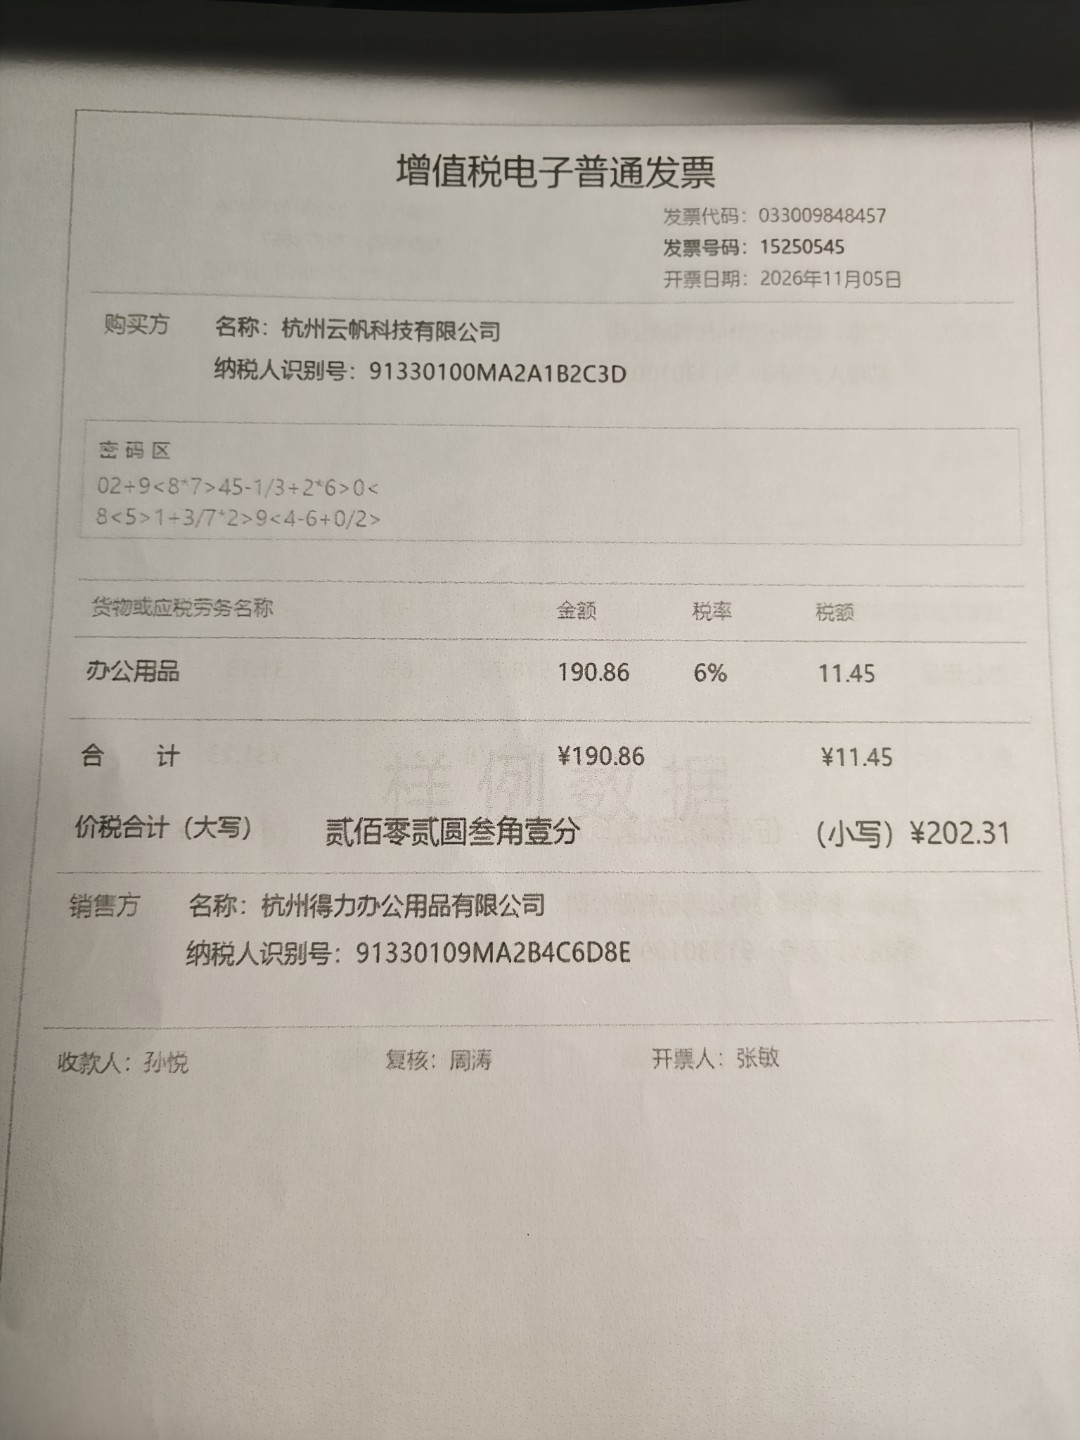 增值税电子普通发票
发票代码：033009848457
发票号码：15250545
开票日期：2026年11月05日
购买方 名称：杭州云帆科技有限公司
纳税人识别号：91330100MA2A1B2C3D
密码区
02+9<8*7>45-1/3+2*6>0<
8<5>1+3/7*2>9<4-6+0/2>
货物或应税劳务名称 金额 税率 税额
办公用品 190.86 6% 11.45
合 计 ¥190.86 ¥11.45
样例数据
价税合计（大写） 贰佰零贰圆叁角壹分 （小写）¥202.31
销售方 名称：杭州得力办公用品有限公司
纳税人识别号：91330109MA2B4C6D8E
收款人：孙悦 复核：周涛 开票人：张敏